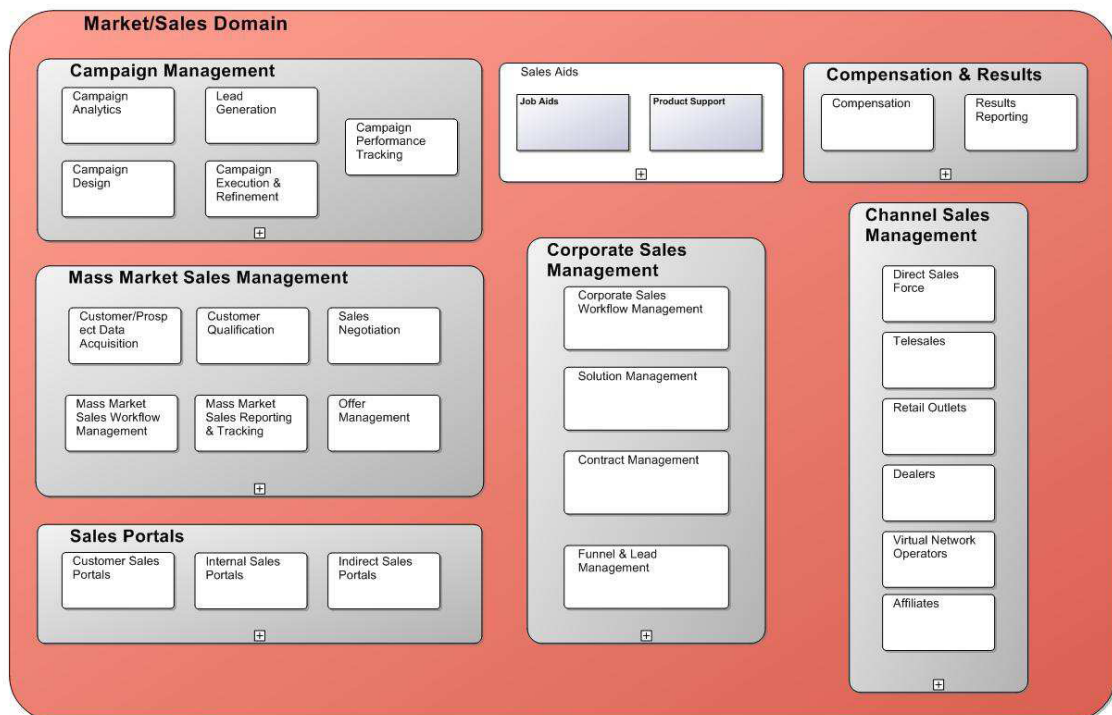 Market/Sales Domain
Campaign Management
Campaign
Analytics
Lead
Generation
Campaign
Performance
Tracking
Campaign
Design
Campaign
Execution &
Refinement
Sales Aids
Job Aids
Product Support
Compensation & Results
Compensation
Results
Reporting
Mass Market Sales Management
Customer/Prosp
ect Data
Acquisition
Customer
Qualification
Sales
Negotiation
Mass Market
Sales Workflow
Management
Mass Market
Sales Reporting
& Tracking
Offer
Management
Corporate Sales
Management
Corporate Sales
Workflow Management
Solution Management
Contract Management
Funnel & Lead
Management
Channel Sales
Management
Direct Sales
Force
Telesales
Retail Outlets
Dealers
Virtual Network
Operators
Affiliates
Sales Portals
Customer Sales
Portals
Internal Sales
Portals
Indirect Sales
Portals